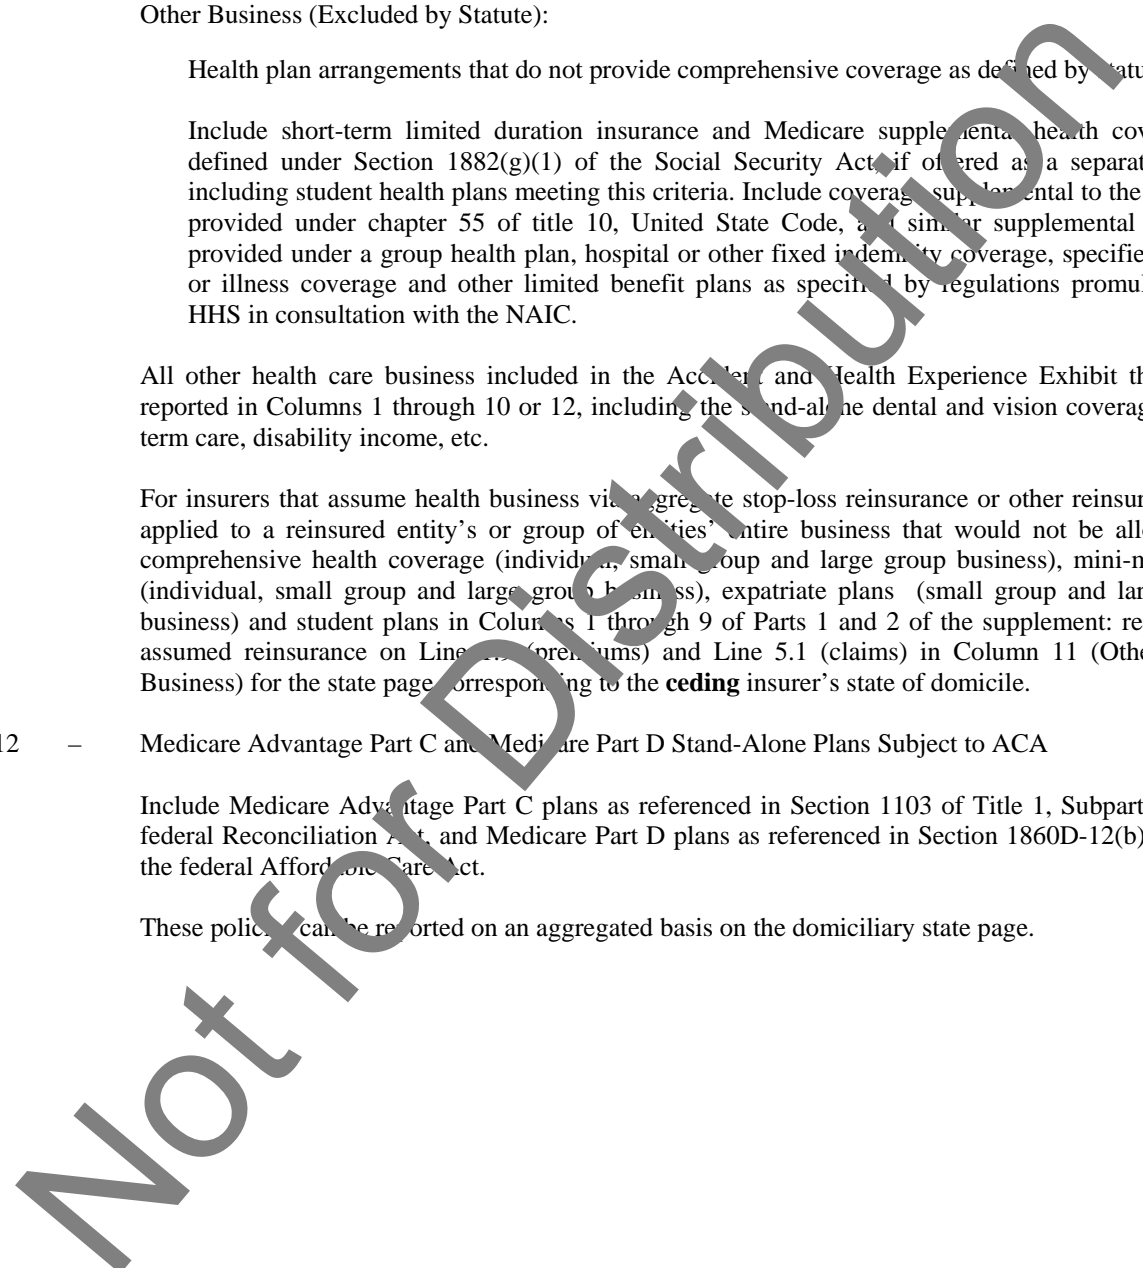 Other Business (Excluded by Statute):
Health plan arrangements that do not provide comprehensive coverage as defined by
Include short-term limited duration insurance and Medicare supplemental health
defined under Section 1882(g)(1) of the Social Security Act, if offered as a
including student health plans meeting this criteria. Include coverage supplemental to the
provided under chapter 55 of title 10, United State Code, and similar supplemental
provided under a group health plan, hospital or other fixed indemnity coverage,
or illness coverage and other limited benefit plans as specified by regulations
HHS in consultation with the NAIC.
All other health care business included in the Accident and Health Experience Exhibit
reported in Columns 1 through 10 or 12, including the stand-alone dental and vision
term care, disability income, etc.
For insurers that assume health business via aggregate stop-loss reinsurance or other
applied to a reinsured entity's or group of entities' entire business that would not be
comprehensive health coverage (individual, small group and large group business),
(individual, small group and large group business), expatriate plans (small group and
business) and student plans in Columns 1 through 9 of Parts 1 and 2 of the supplement:
assumed reinsurance on Line (premiums) and Line 5.1 (claims) in Column 11
Business) for the state page corresponding to the ceding insurer's state of domicile.
12 – Medicare Advantage Part C and Medicare Part D Stand-Alone Plans Subject to ACA
Include Medicare Advantage Part C plans as referenced in Section 1103 of Title 1, Subpart
federal Reconciliation Act, and Medicare Part D plans as referenced in Section 1860D-12(b)
the federal Affordable Care Act.
These policies can be reported on an aggregated basis on the domiciliary state page.
Not for Distribution